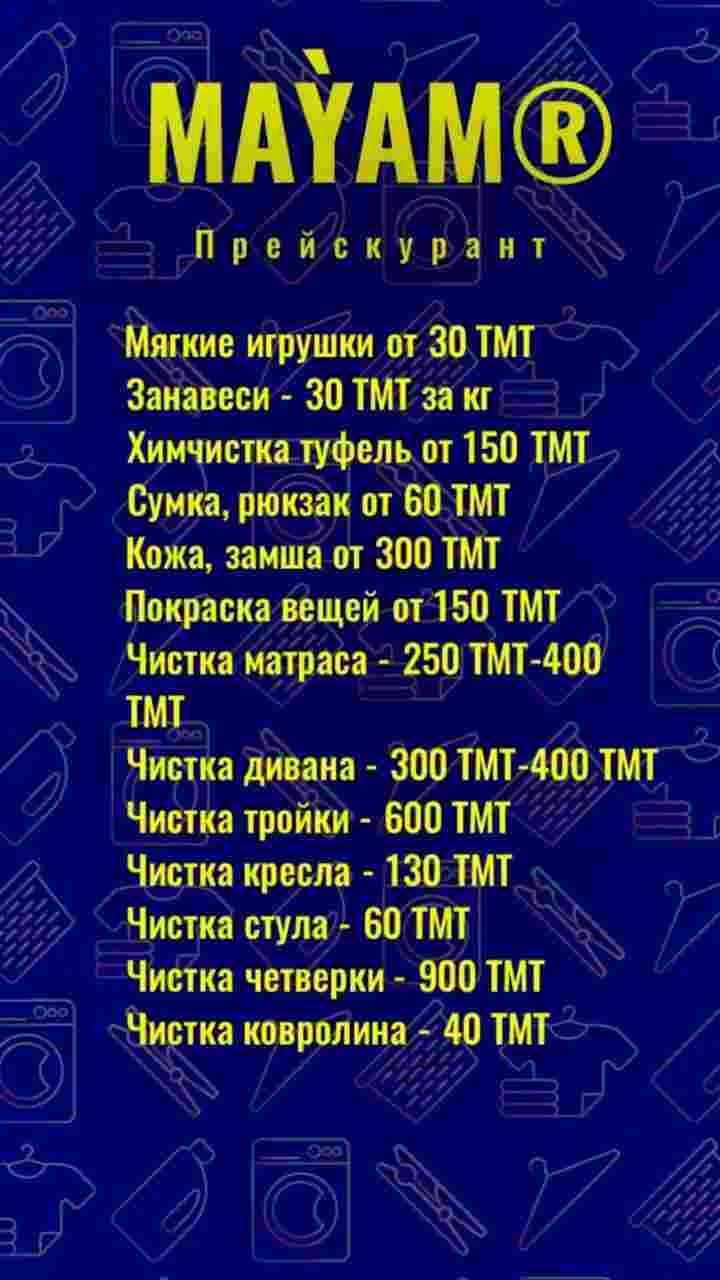 MAỲAM®
Прейскурант
Мягкие игрушки от 30 ТМТ
Занавеси - 30 ТМТ за кг
Химчистка туфель от 150 ТМТ
Сумка, рюкзак от 60 ТМТ
Кожа, замша от 300 ТМТ
Покраска вещей от 150 ТМТ
Чистка матраса - 250 ТМТ-400
ТМТ
Чистка дивана - 300 ТМТ-400 ТМТ
Чистка тройки - 600 ТМТ
Чистка кресла - 130 ТМТ
Чистка стула - 60 ТМТ
Чистка четверки - 900 ТМТ
Чистка ковролина - 40 ТМТ